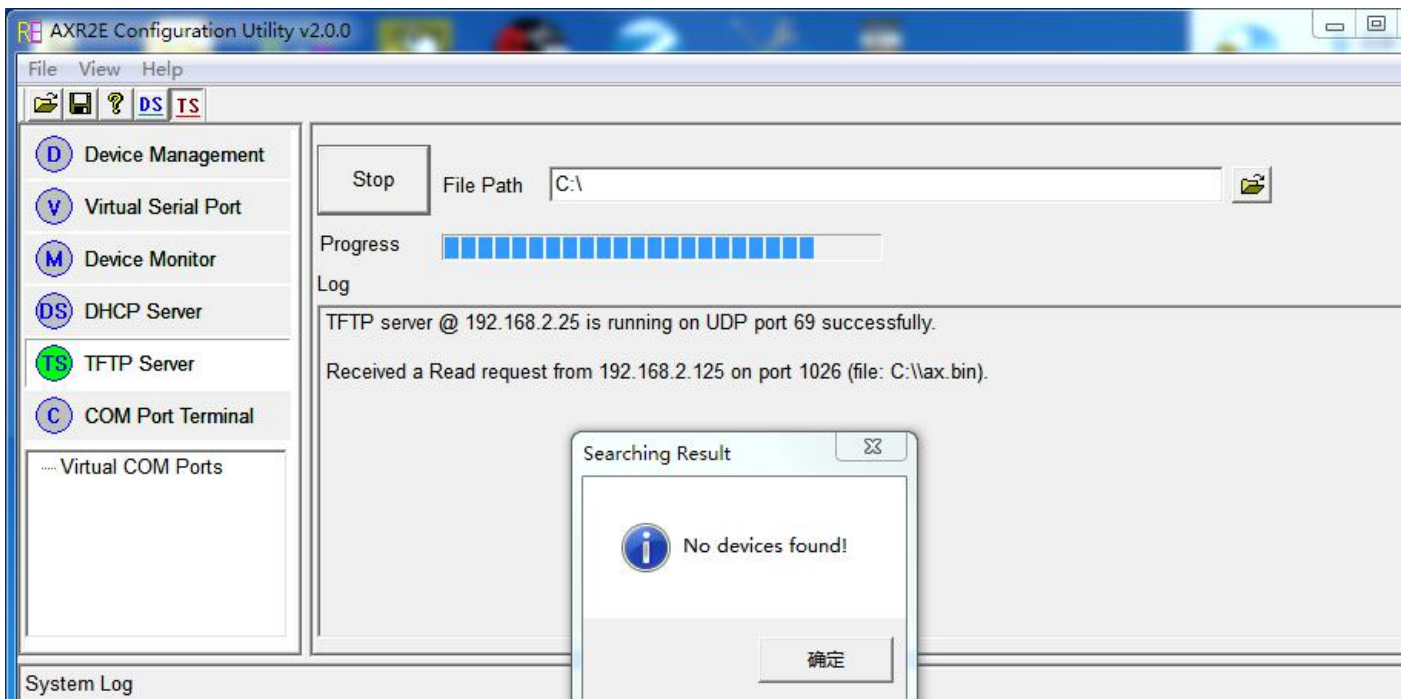 RE AXR2E Configuration Utility v2.0.0
File View Help
DS TS
D Device Management
V Virtual Serial Port
M Device Monitor
DS DHCP Server
TS TFTP Server
C COM Port Terminal
Virtual COM Ports
Stop File Path C:\
Progress
Log
TFTP server @ 192.168.2.25 is running on UDP port 69 successfully.
Received a Read request from 192.168.2.125 on port 1026 (file: C:\\ax.bin).
Searching Result
No devices found!
确定
System Log